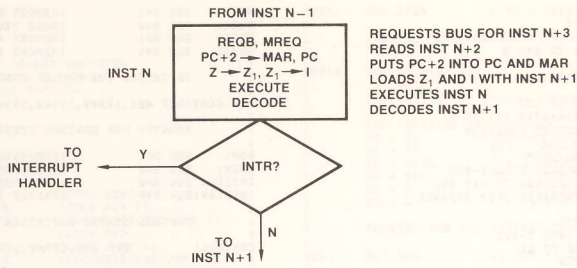 FROM INST N−1
REQB, MREQ
PC+2 → MAR, PC
Z → Z₁, Z₁ → I
EXECUTE
DECODE
INST N
REQUESTS BUS FOR INST N+3
READS INST N+2
PUTS PC+2 INTO PC AND MAR
LOADS Z₁ AND I WITH INST N+1
EXECUTES INST N
DECODES INST N+1
INTR?
Y
TO
INTERRUPT
HANDLER
N
TO
INST N+1